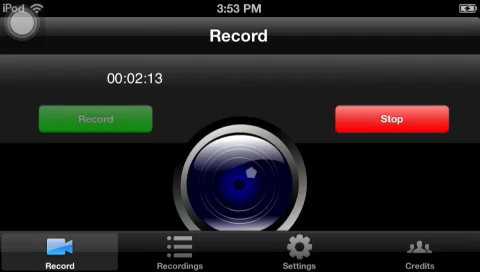 iPod 3:53 PM
Record
00:02:13
Record Stop
Record Recordings Settings Credits